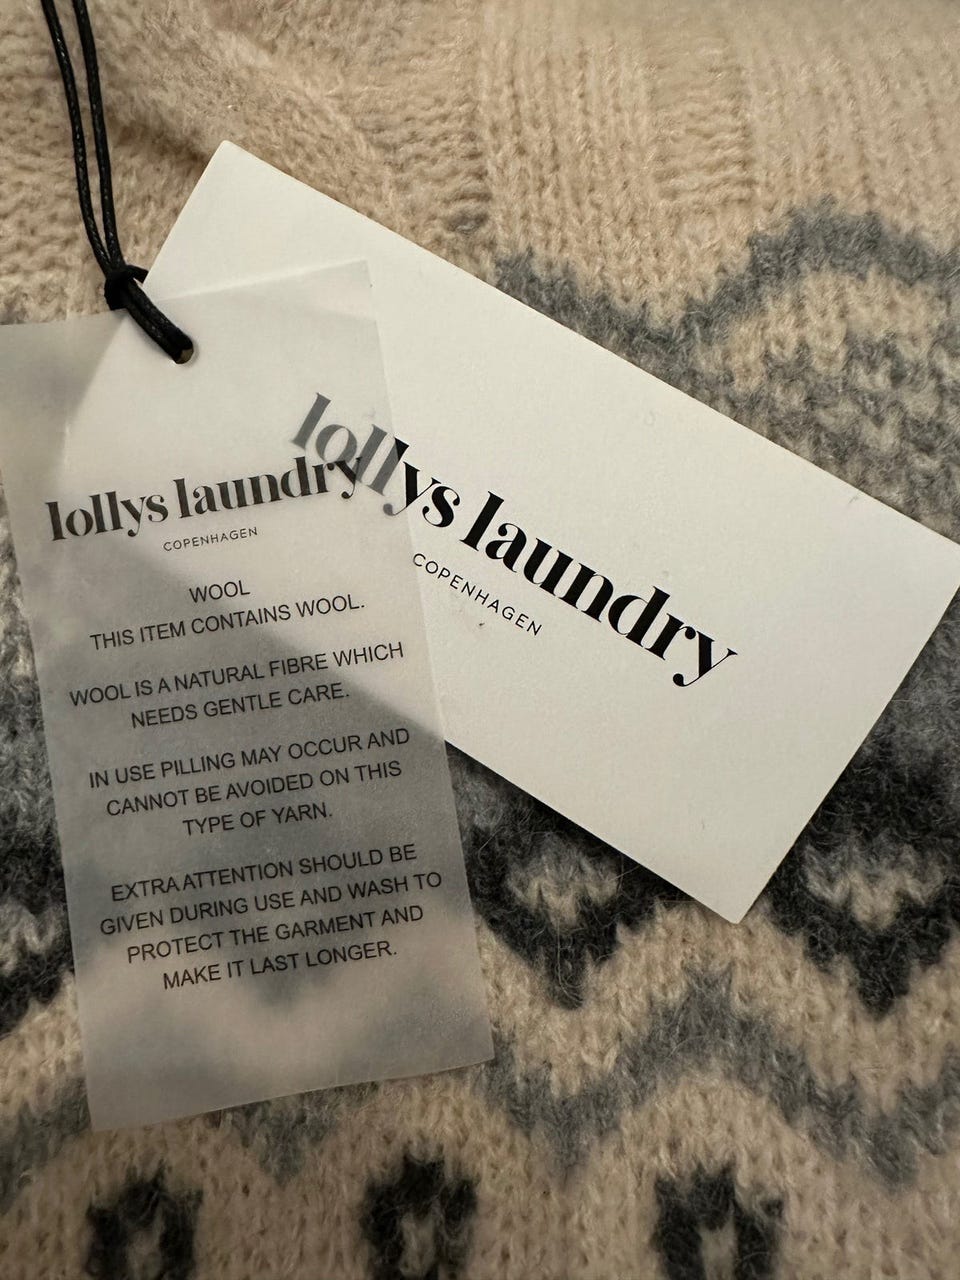 lollys laundry
COPENHAGEN
WOOL
THIS ITEM CONTAINS WOOL.
WOOL IS A NATURAL FIBRE WHICH
NEEDS GENTLE CARE.
IN USE PILLING MAY OCCUR AND
CANNOT BE AVOIDED ON THIS
TYPE OF YARN.
EXTRA ATTENTION SHOULD BE
GIVEN DURING USE AND WASH TO
PROTECT THE GARMENT AND
MAKE IT LAST LONGER.
lollys laundry
COPENHAGEN